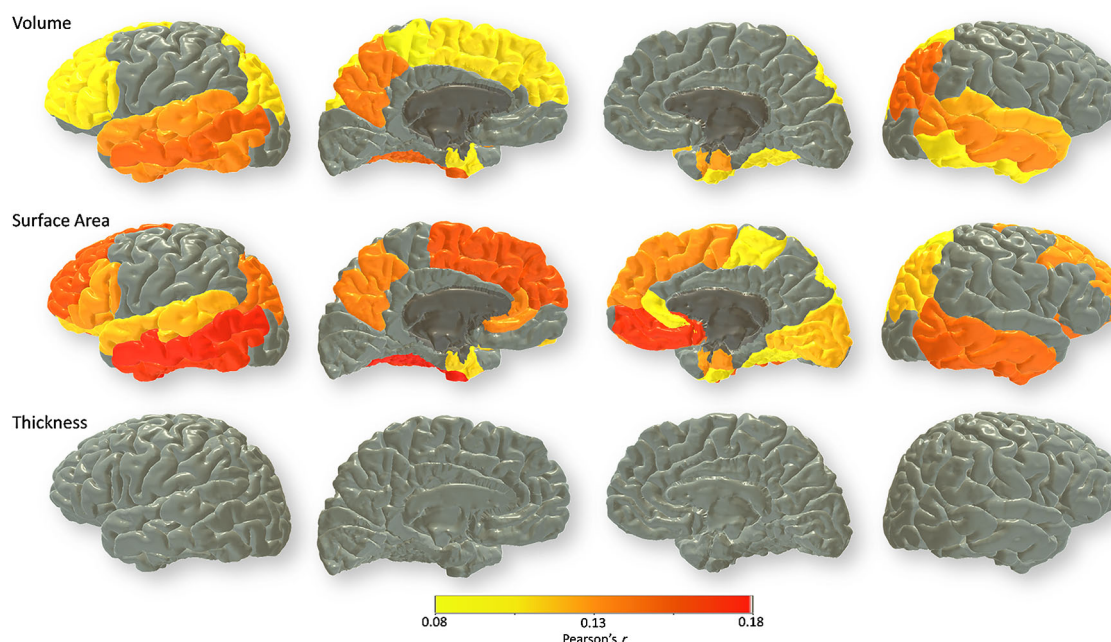 Volume
Surface Area
Thickness
0.08
0.13
0.18
Pearson's r